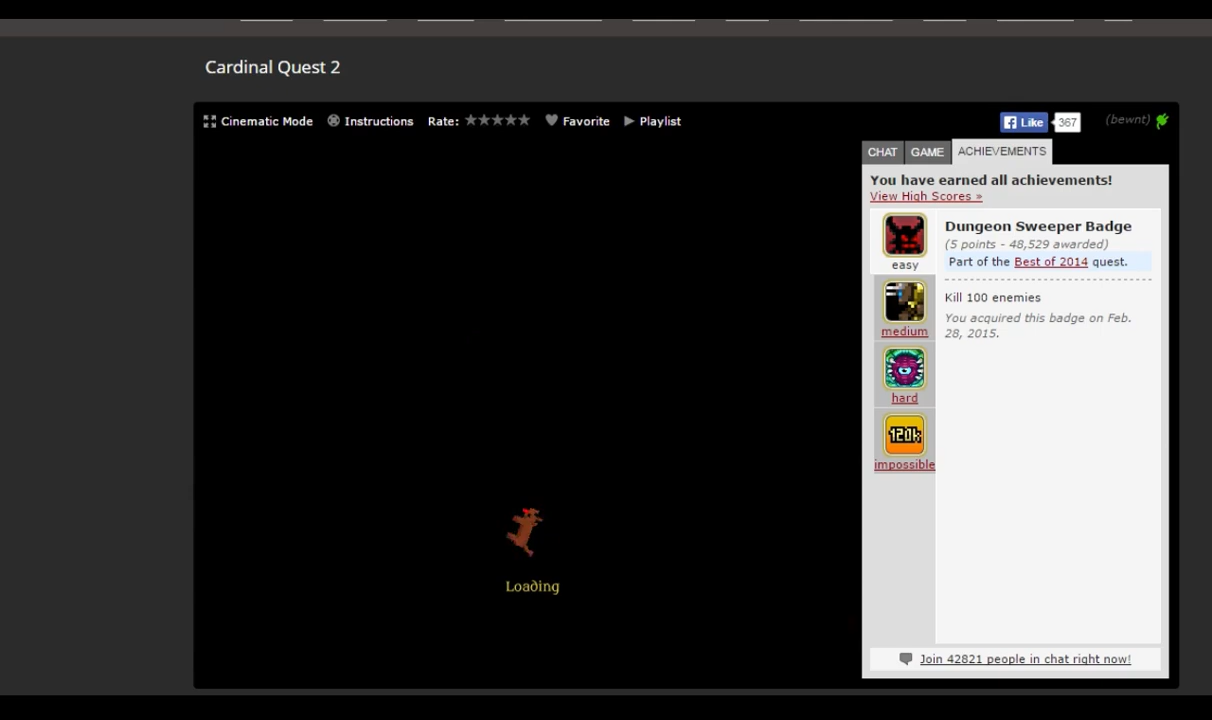 Cardinal Quest 2
Cinematic Mode Instructions Rate: Favorite Playlist
Like 367 (bewnt)
CHAT GAME ACHIEVEMENTS
You have earned all achievements!
View High Scores »
easy
medium
hard
120k
impossible
Dungeon Sweeper Badge
(5 points - 48,529 awarded)
Part of the Best of 2014 quest.
Kill 100 enemies
You acquired this badge on Feb.
28, 2015.
Loading
Join 42821 people in chat right now!